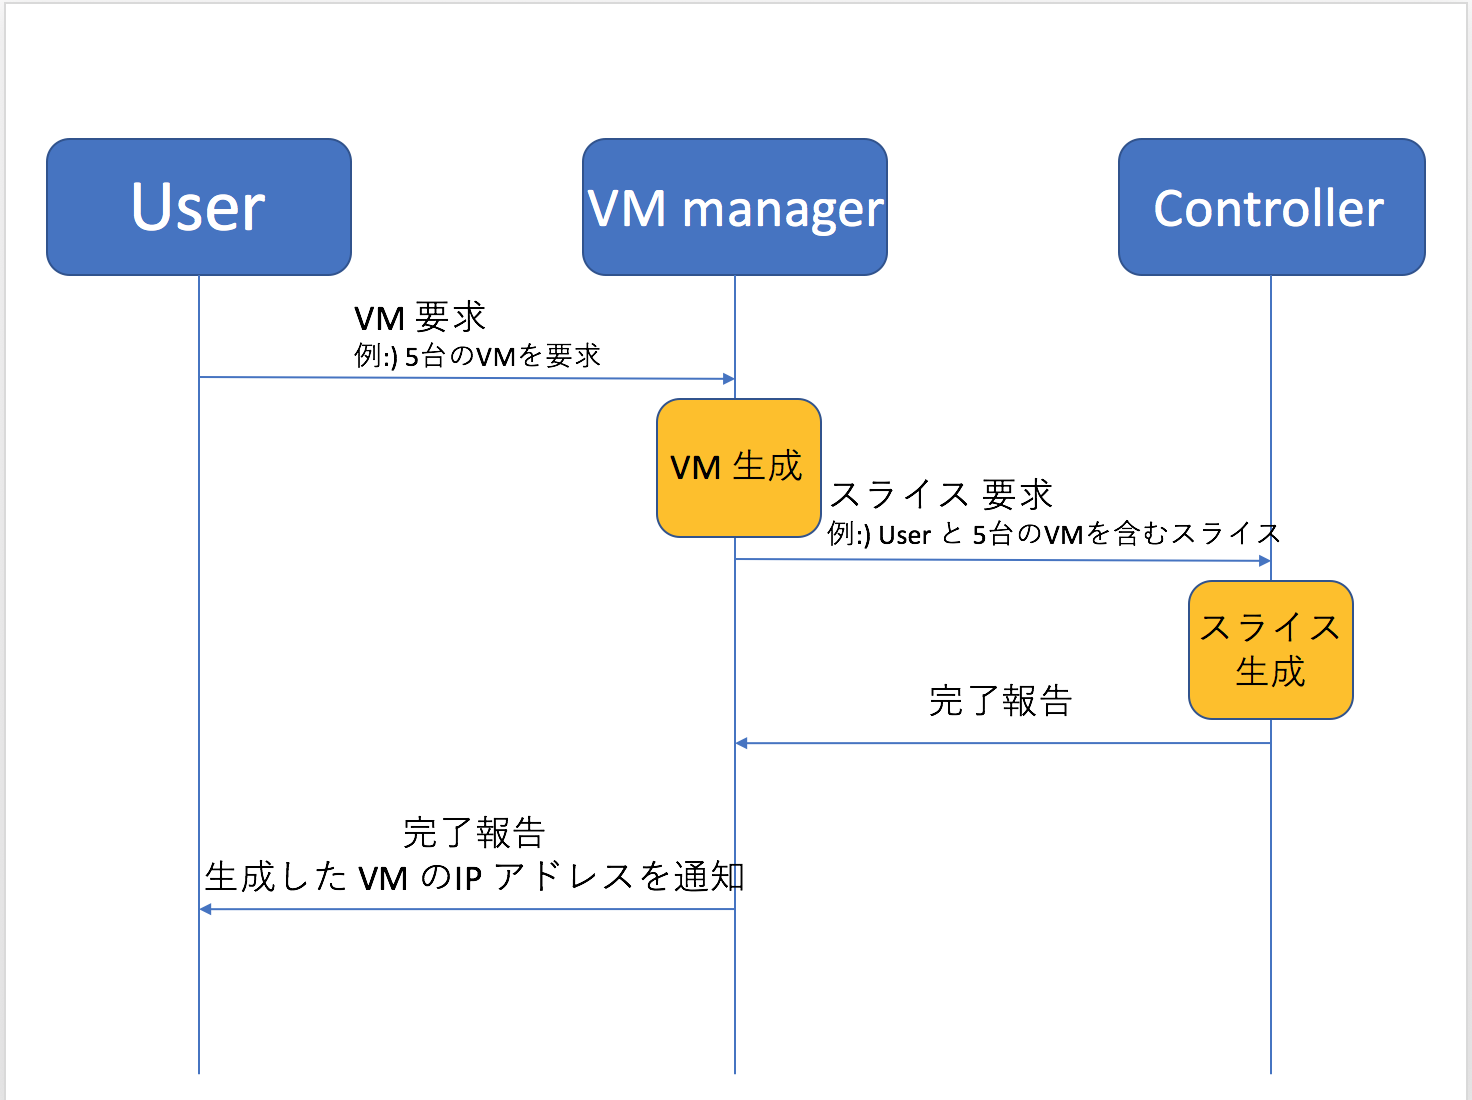 User
VM manager
Controller
VM 要求
例:) 5台のVMを要求
VM 生成
スライス 要求
例:) User と 5台のVMを含むスライス
スライス
生成
完了報告
完了報告
生成した VM のIP アドレスを通知